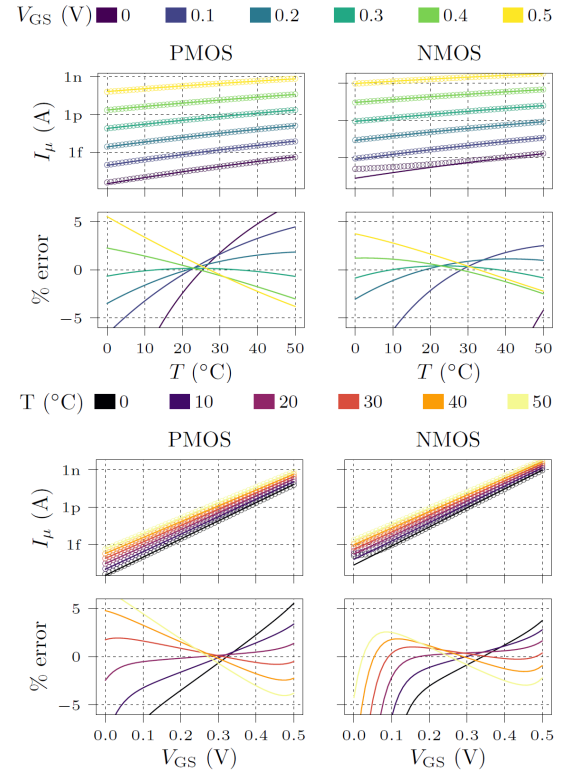 V_GS (V) 0 0.1 0.2 0.3 0.4 0.5
PMOS NMOS
1n
1p
1f
I_μ (A)
5
0
−5
% error
0 10 20 30 40 50 0 10 20 30 40 50
T (°C) T (°C)
T (°C) 0 10 20 30 40 50
PMOS NMOS
1n
1p
1f
I_μ (A)
5
0
−5
% error
0.0 0.1 0.2 0.3 0.4 0.5 0.0 0.1 0.2 0.3 0.4 0.5
V_GS (V) V_GS (V)